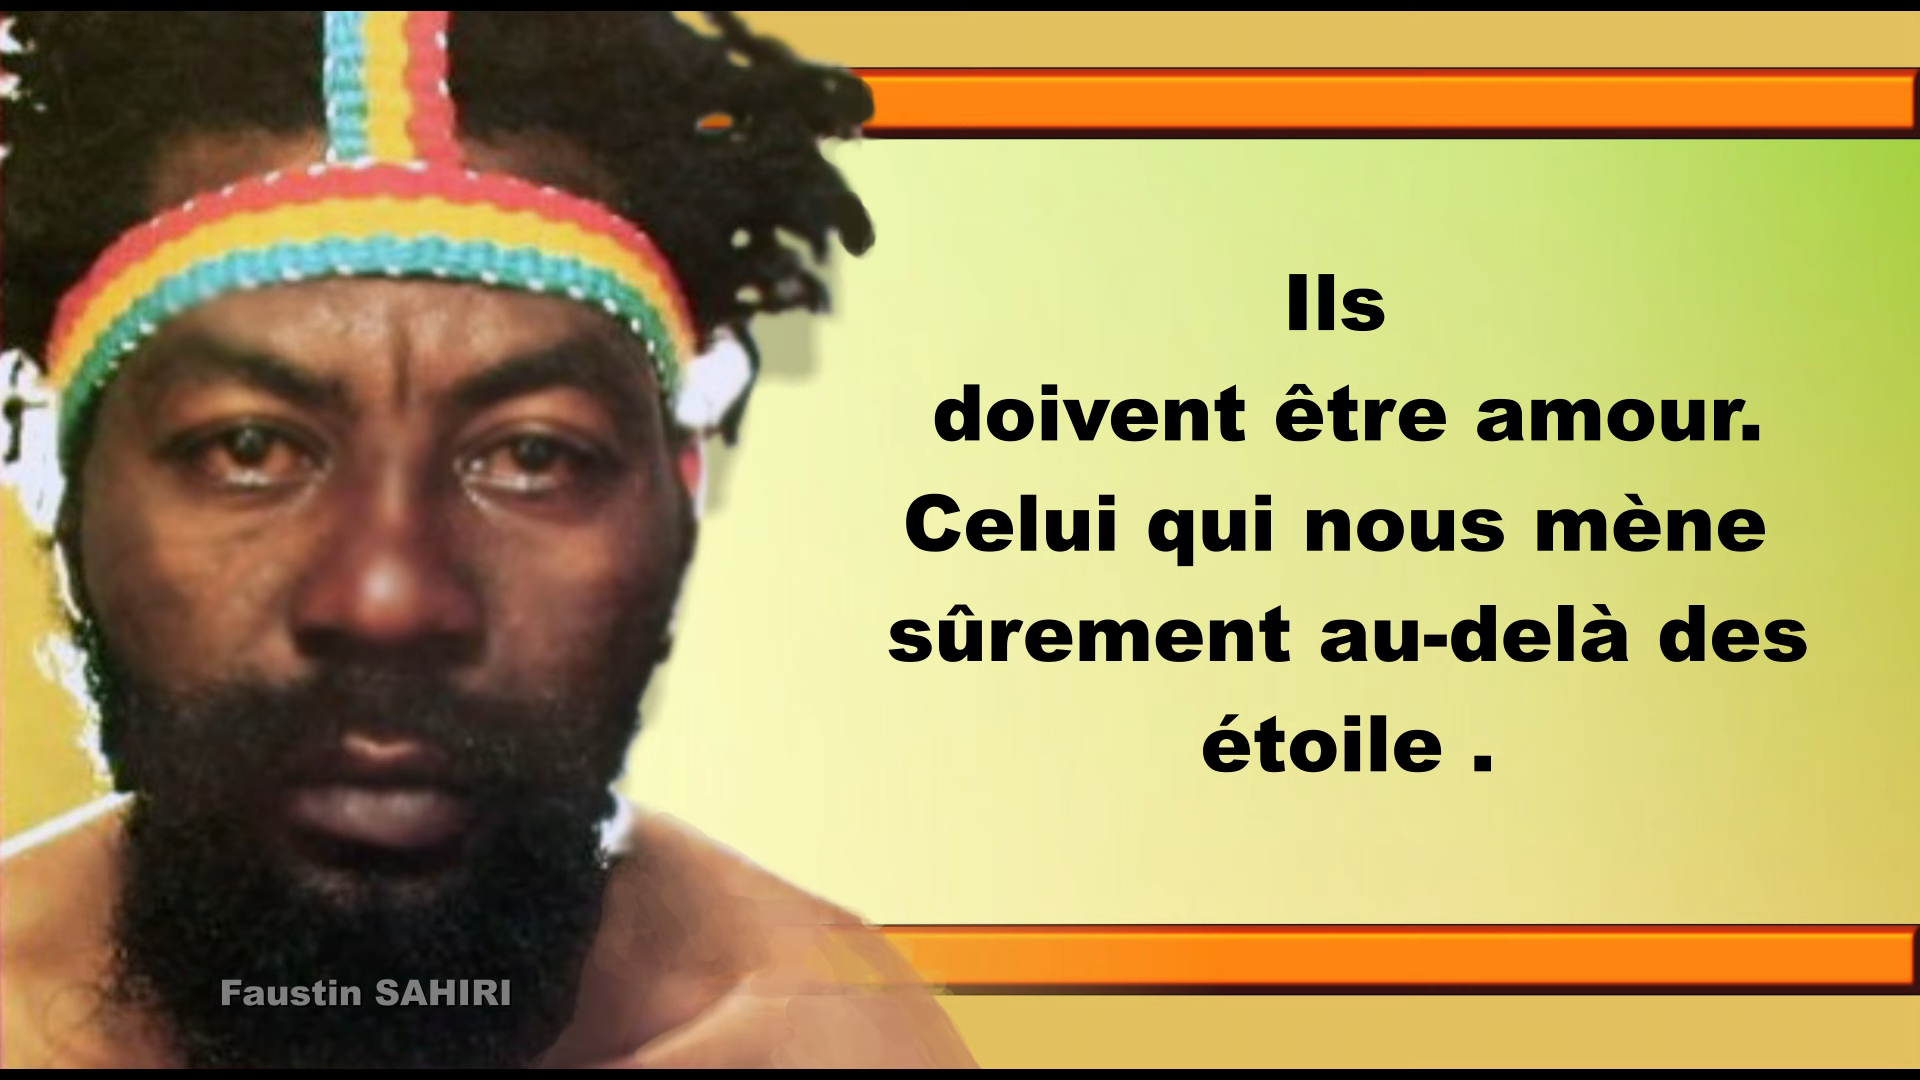 Ils
doivent être amour.
Celui qui nous mène
sûrement au-delà des
étoile .
Faustin SAHIRI